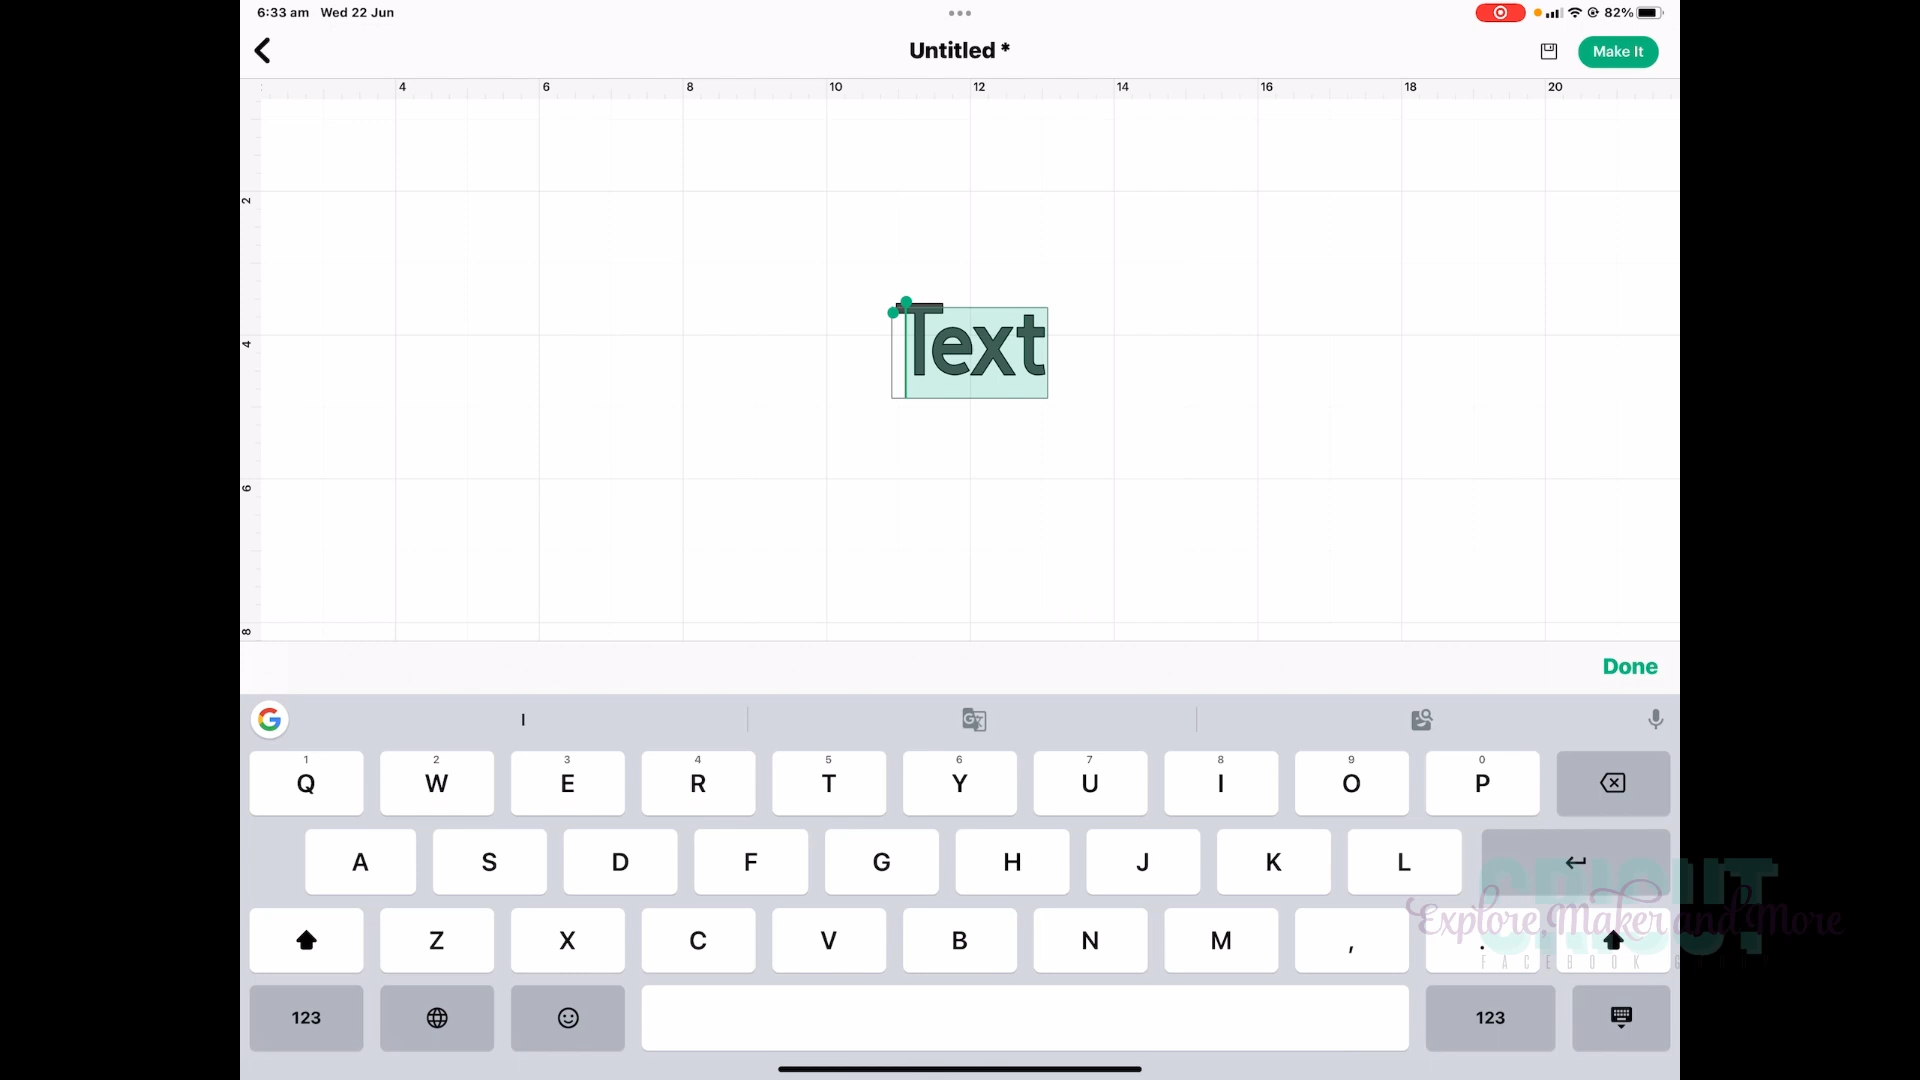 6:33 am Wed 22 Jun
82%
Untitled *
Make It
4 6 8 10 12 14 16 18 20
2
4
6
8
Text
Done
I
1 2 3 4 5 6 7 8 9 0
Q W E R T Y U I O P
A S D F G H J K L
Z X C V B N M , .
123 123
CRICUT
Explore, Maker and More
FACEBOOK